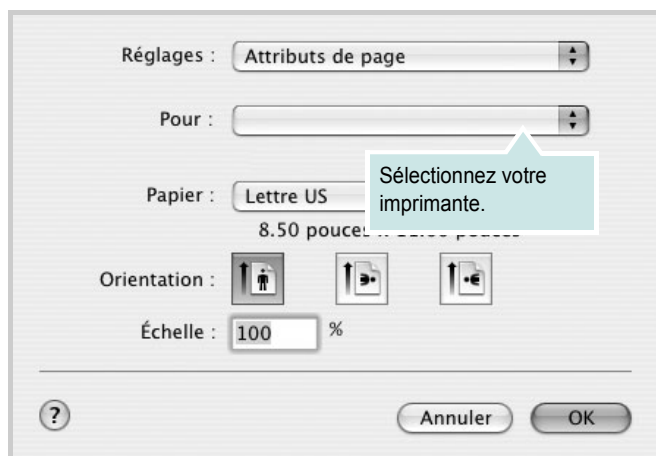 Réglages : Attributs de page
Pour :
Sélectionnez votre
imprimante.
Papier : Lettre US
8.50 pouces
Orientation :
Échelle : 100 %
?
Annuler OK